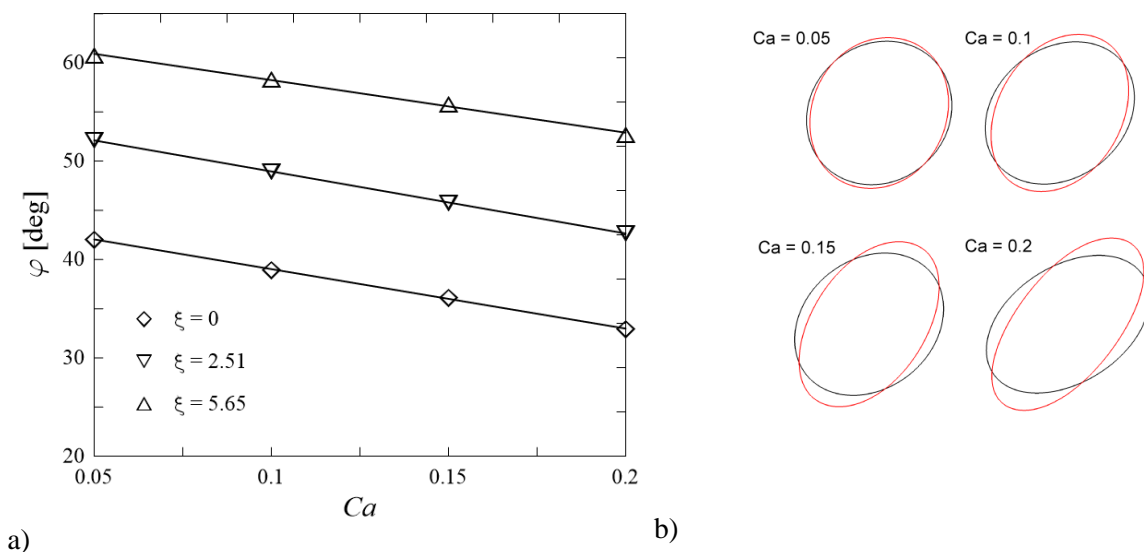 60
50
40
30
20
φ [deg]
ξ = 0
ξ = 2.51
ξ = 5.65
0.05
0.1
0.15
0.2
Ca
a)
Ca = 0.05
Ca = 0.1
Ca = 0.15
Ca = 0.2
b)